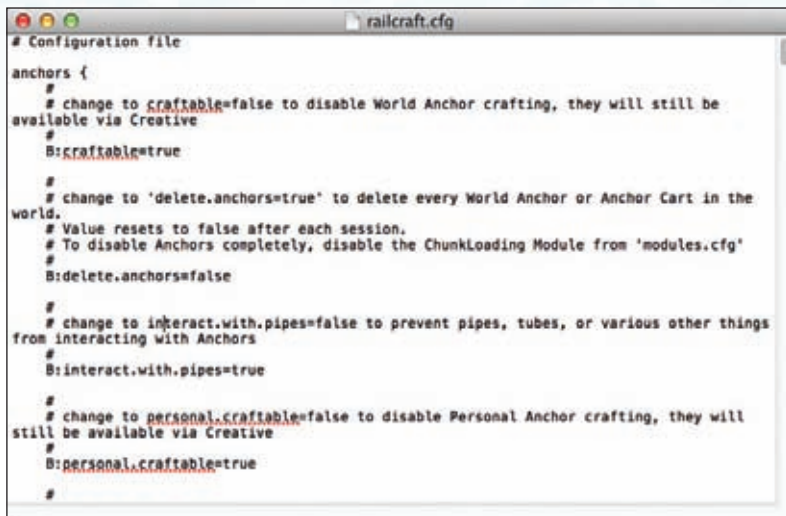 railcraft.cfg
# Configuration file
anchors {
#
# change to craftable=false to disable World Anchor crafting, they will still be
available via Creative
#
B:craftable=true
#
# change to 'delete.anchors=true' to delete every World Anchor or Anchor Cart in the
world.
# Value resets to false after each session.
# To disable Anchors completely, disable the ChunkLoading Module from 'modules.cfg'
#
B:delete.anchors=false
#
# change to interact.with.pipes=false to prevent pipes, tubes, or various other things
from interacting with Anchors
#
B:interact.with.pipes=true
#
# change to personal.craftable=false to disable Personal Anchor crafting, they will
still be available via Creative
#
B:personal.craftable=true
#